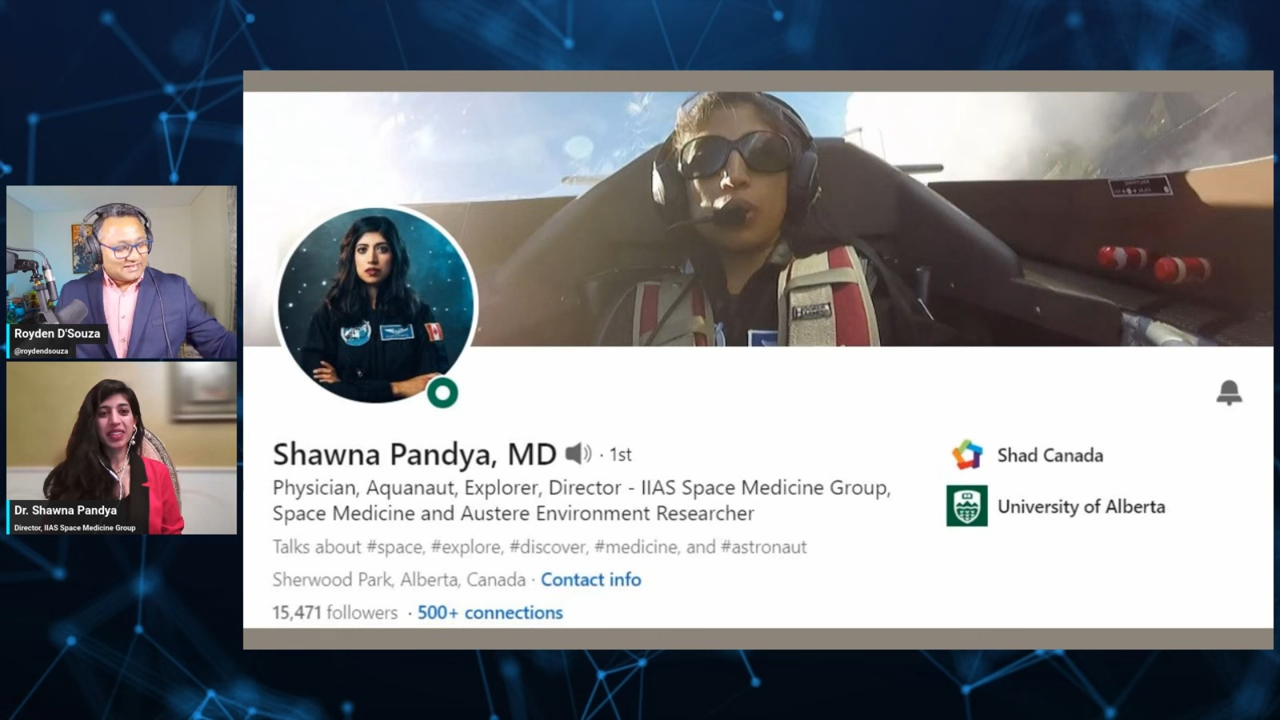 Royden D'Souza
@roydendsouza
Dr. Shawna Pandya
Director, IIAS Space Medicine Group
Shawna Pandya, MD · 1st
Physician, Aquanaut, Explorer, Director - IIAS Space Medicine Group,
Space Medicine and Austere Environment Researcher
Talks about #space, #explore, #discover, #medicine, and #astronaut
Sherwood Park, Alberta, Canada · Contact info
15,471 followers · 500+ connections
Shad Canada
University of Alberta